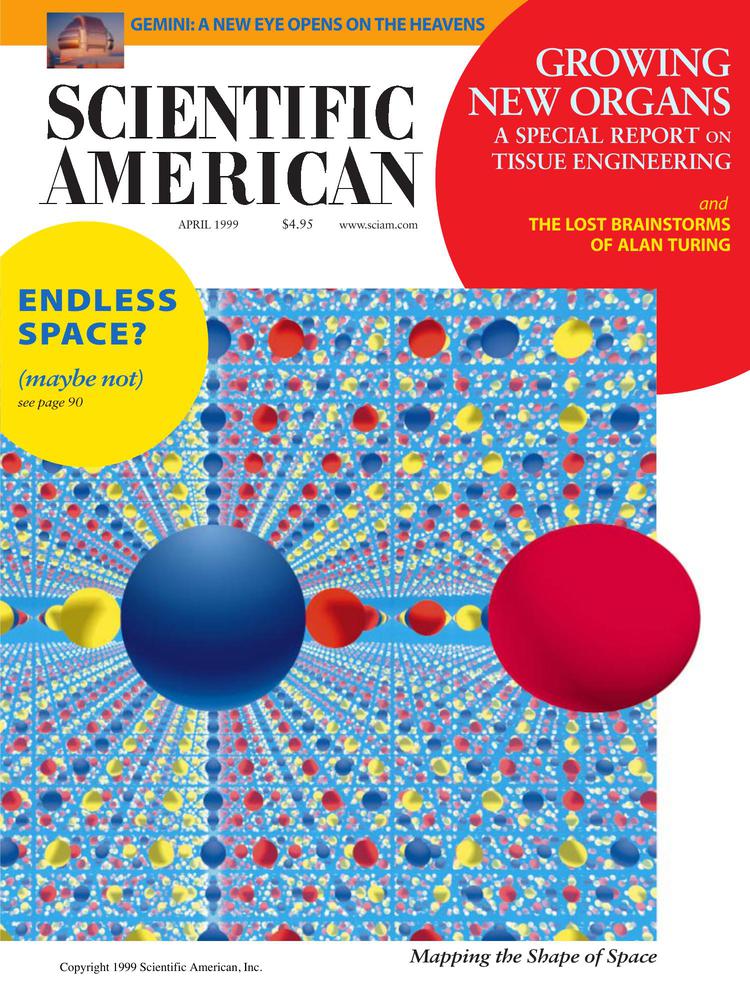 GEMINI: A NEW EYE OPENS ON THE HEAVENS
SCIENTIFIC
AMERICAN
APRIL 1999 $4.95 www.sciam.com
GROWING
NEW ORGANS
A SPECIAL REPORT ON
TISSUE ENGINEERING
and
THE LOST BRAINSTORMS
OF ALAN TURING
ENDLESS
SPACE?
(maybe not)
see page 90
Mapping the Shape of Space
Copyright 1999 Scientific American, Inc.